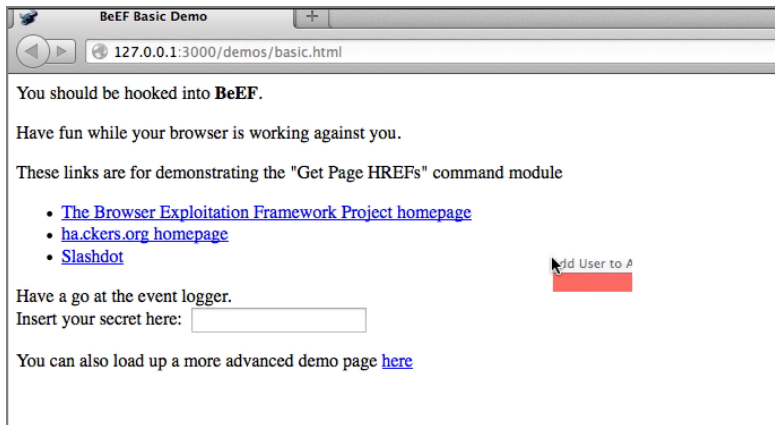 BeEF Basic Demo
127.0.0.1:3000/demos/basic.html
You should be hooked into BeEF.
Have fun while your browser is working against you.
These links are for demonstrating the "Get Page HREFs" command module
• The Browser Exploitation Framework Project homepage
• ha.ckers.org homepage
• Slashdot
User to A
Have a go at the event logger.
Insert your secret here:
You can also load up a more advanced demo page here